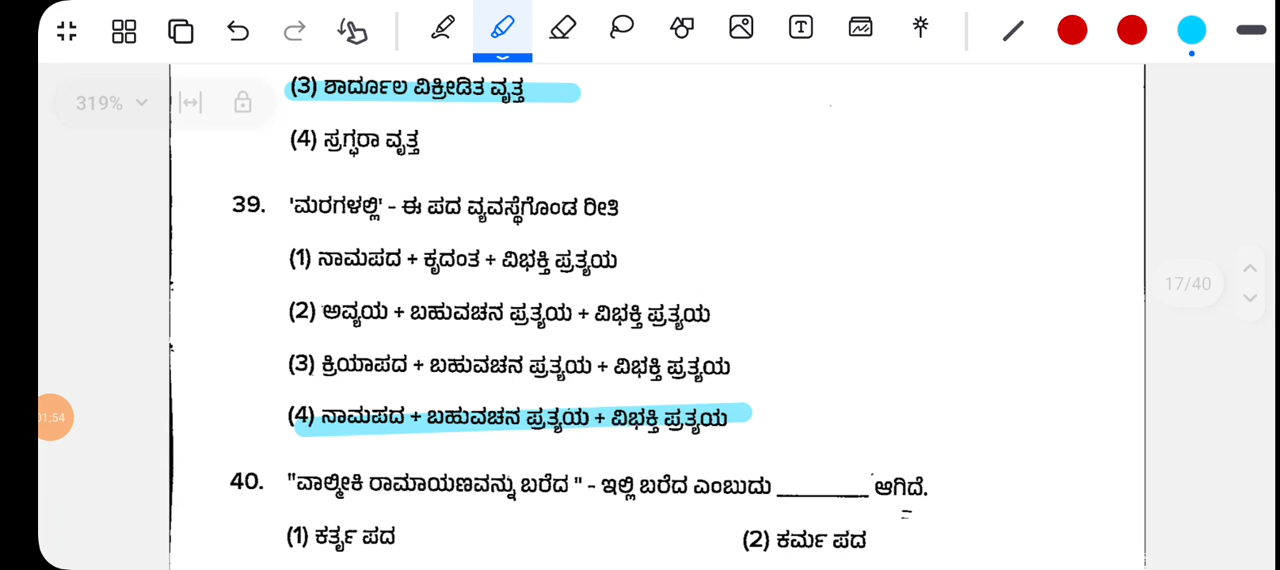 319%
(3) ಶಾರ್ದೂಲ ವಿಕ್ರೀಡಿತ ವೃತ್ತ
(4) ಸ್ರಗ್ಧರಾ ವೃತ್ತ
39. 'ಮರಗಳಲ್ಲಿ' - ಈ ಪದ ವ್ಯವಸ್ಥೆಗೊಂಡ ರೀತಿ
(1) ನಾಮಪದ + ಕೃದಂತ + ವಿಭಕ್ತಿ ಪ್ರತ್ಯಯ
17/40
(2) ಅವ್ಯಯ + ಬಹುವಚನ ಪ್ರತ್ಯಯ + ವಿಭಕ್ತಿ ಪ್ರತ್ಯಯ
(3) ಕ್ರಿಯಾಪದ + ಬಹುವಚನ ಪ್ರತ್ಯಯ + ವಿಭಕ್ತಿ ಪ್ರತ್ಯಯ
01:54
(4) ನಾಮಪದ + ಬಹುವಚನ ಪ್ರತ್ಯಯ + ವಿಭಕ್ತಿ ಪ್ರತ್ಯಯ
40. "ವಾಲ್ಮೀಕಿ ರಾಮಾಯಣವನ್ನು ಬರೆದ " - ಇಲ್ಲಿ ಬರೆದ ಎಂಬುದು ________ ಆಗಿದೆ.
(1) ಕರ್ತೃ ಪದ (2) ಕರ್ಮ ಪದ